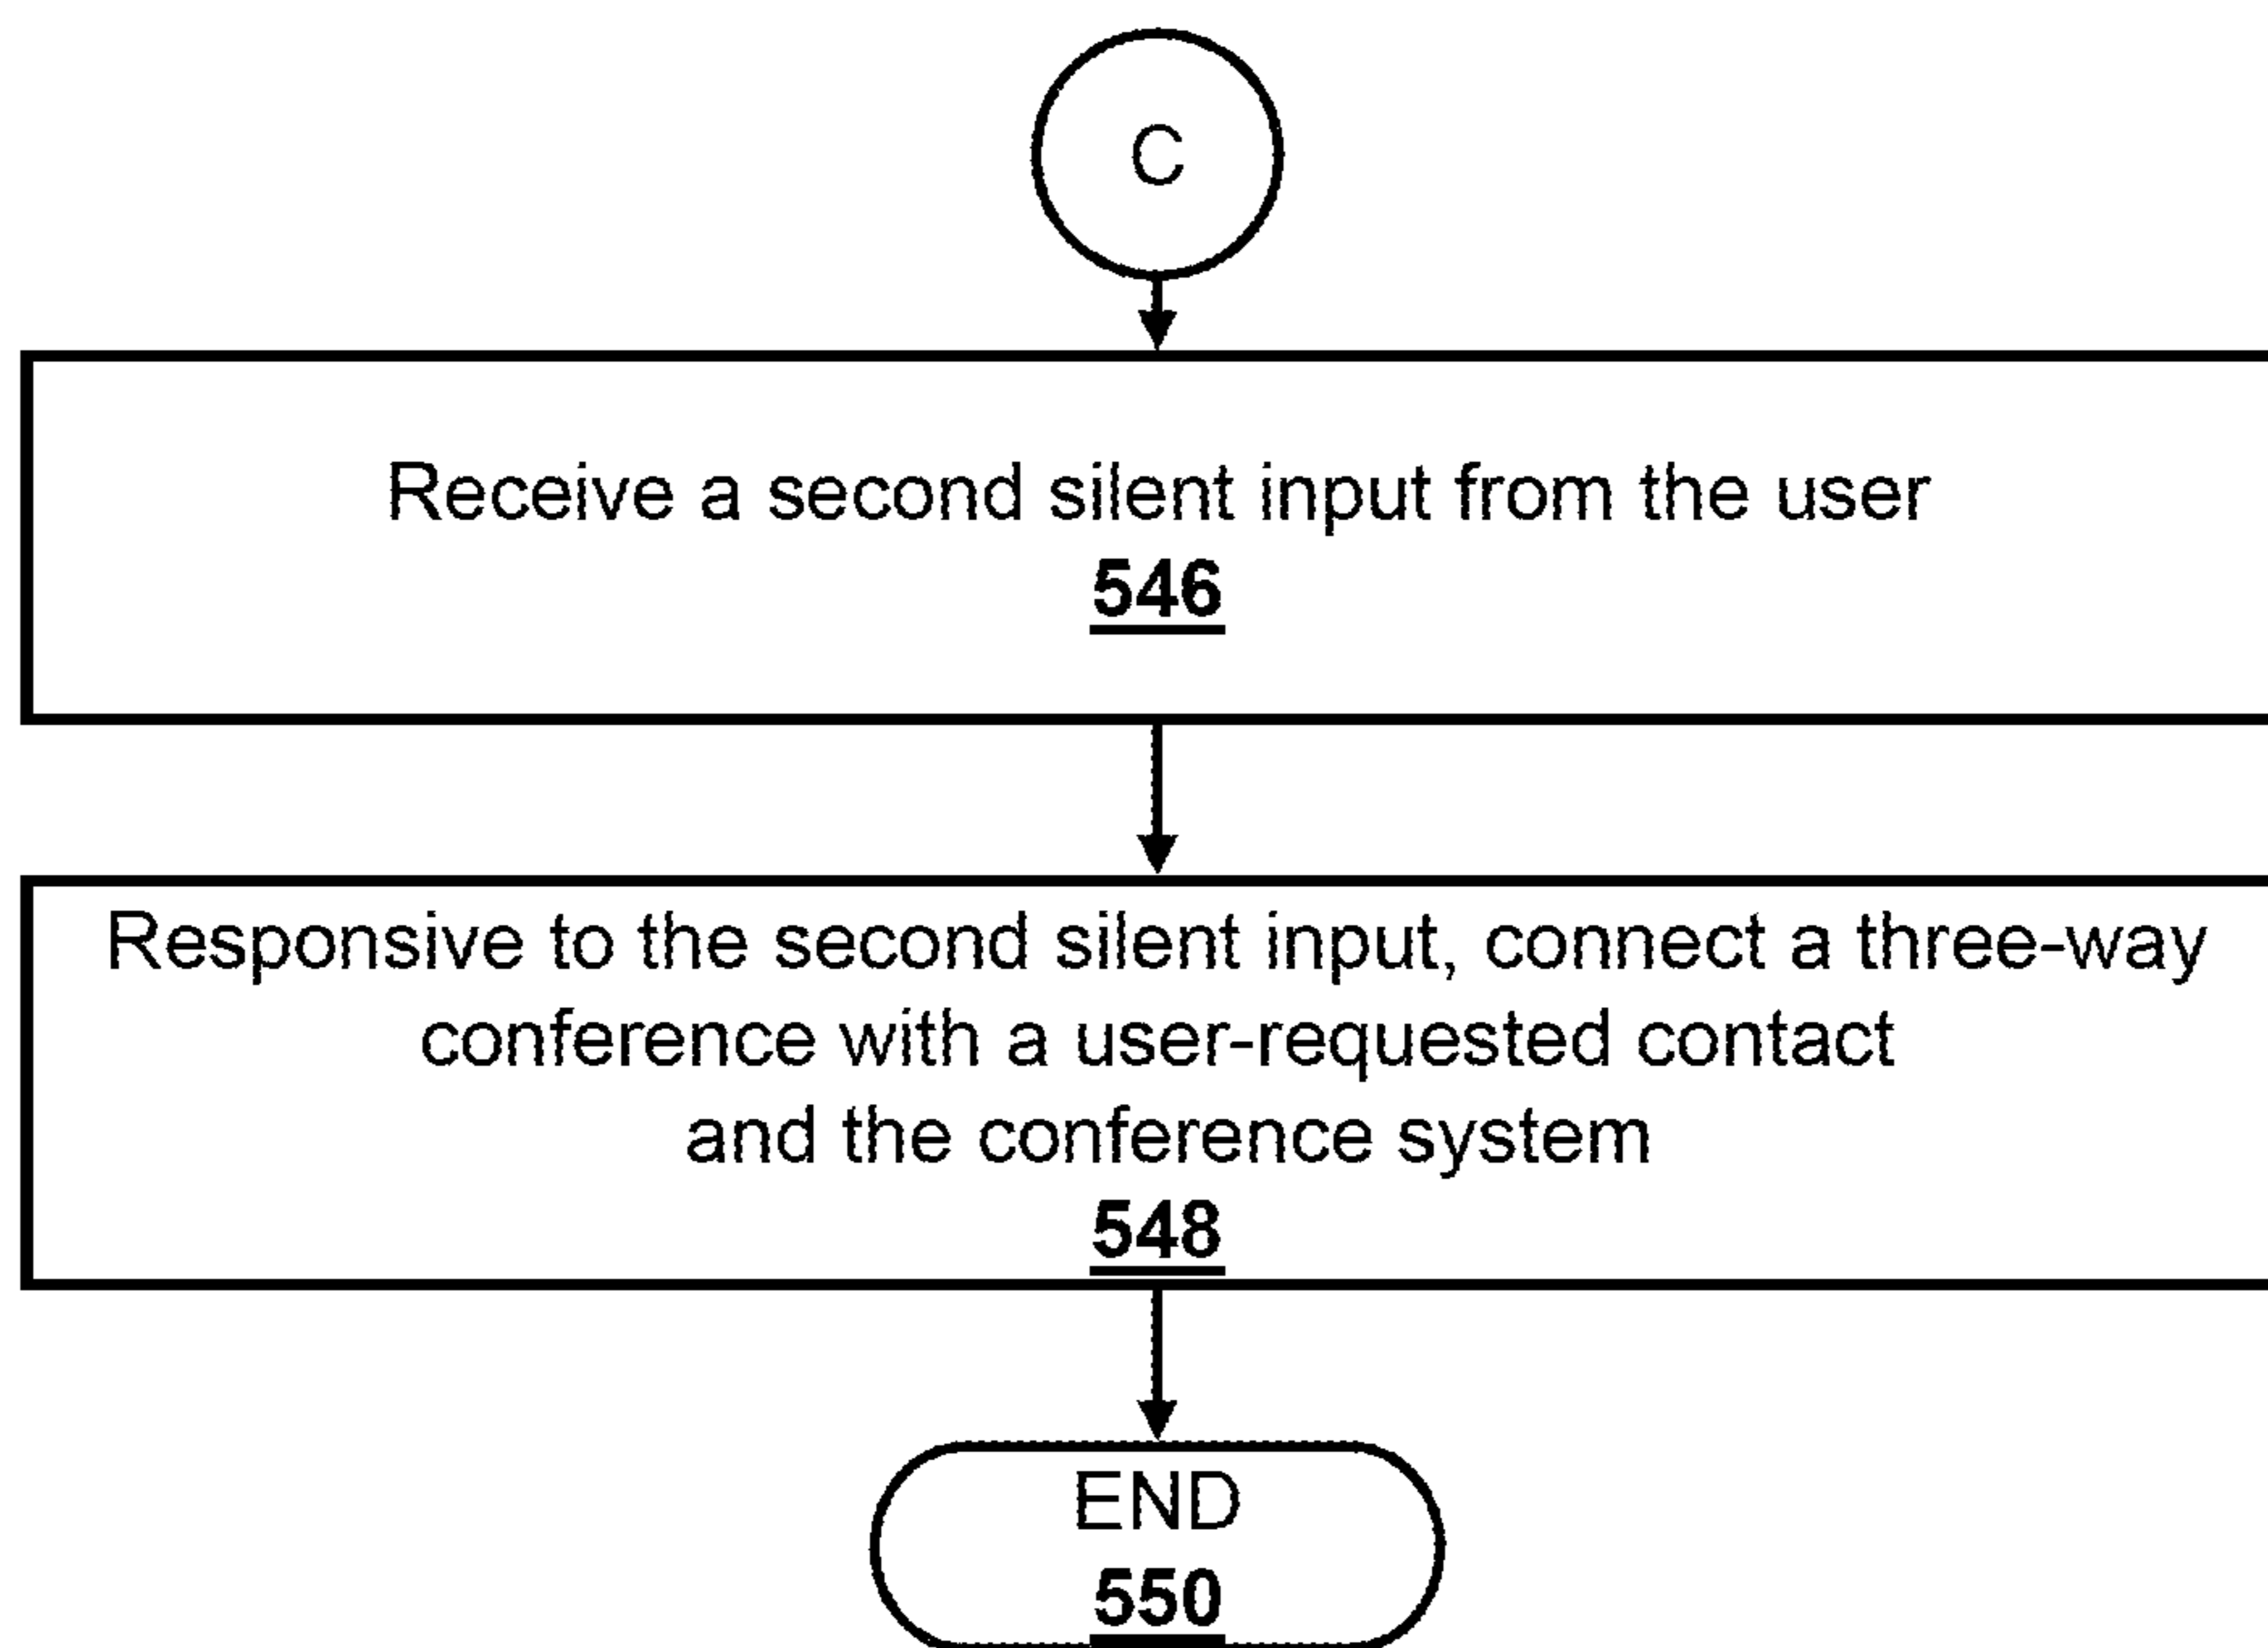 C
Receive a second silent input from the user
546
Responsive to the second silent input, connect a three-way
conference with a user-requested contact
and the conference system
548
END
550